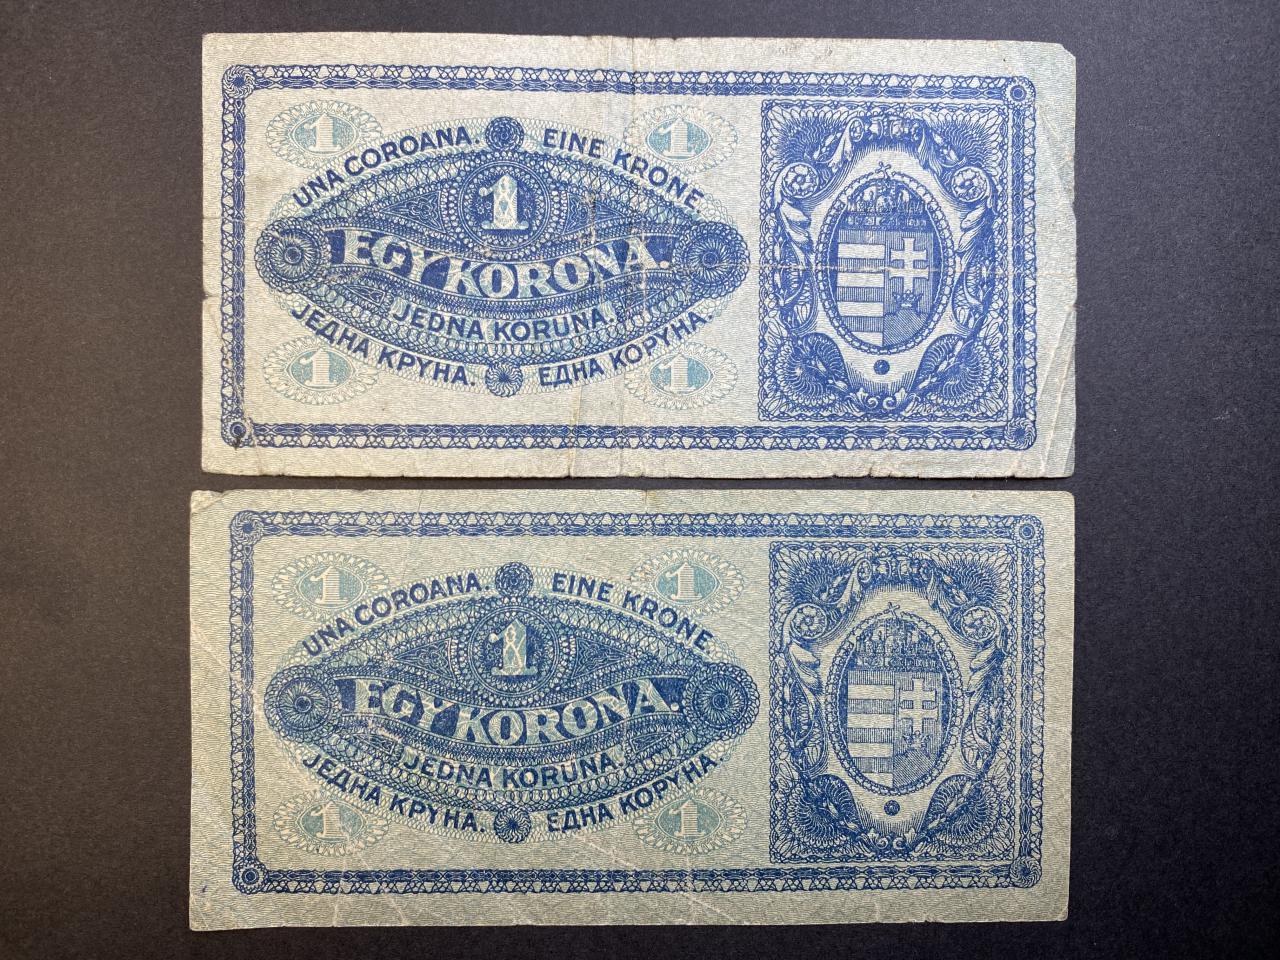 1 1
UNA COROANA. EINE KRONE.
1
EGY KORONA.
JEDNA KORUNA.
ЈЕДНА КРУНА. ЕДНА КОРУНА.
1 1
1 1
UNA COROANA. EINE KRONE.
1
EGY KORONA.
JEDNA KORUNA.
ЈЕДНА КРУНА. ЕДНА КОРУНА.
1 1